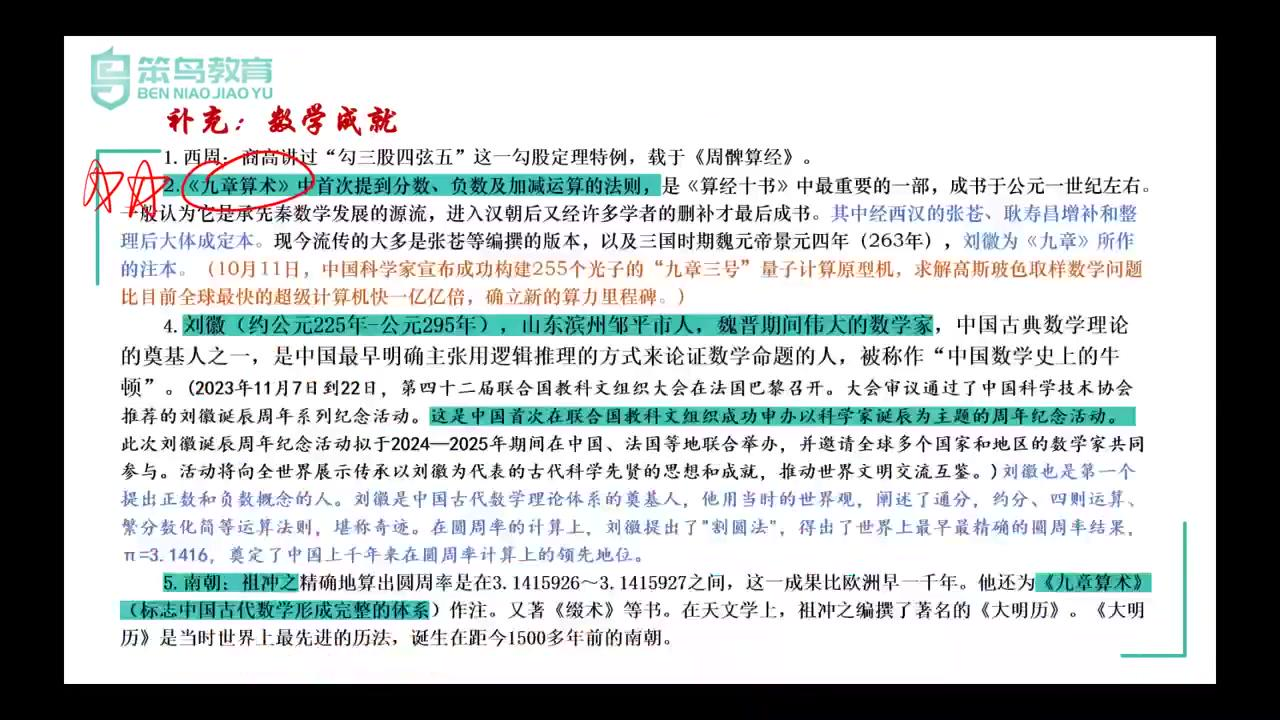 笨鸟教育
BEN NIAO JIAO YU
补充：数学成就
1.西周：商高讲过“勾三股四弦五”这一勾股定理特例，载于《周髀算经》。
2.《九章算术》中首次提到分数、负数及加减运算的法则，是《算经十书》中最重要的一部，成书于公元一世纪左右。
一般认为它是承先秦数学发展的源流，进入汉朝后又经许多学者的删补才最后成书。其中经西汉的张苍、耿寿昌增补和整
理后大体成定本。现今流传的大多是张苍等编撰的版本，以及三国时期魏元帝景元四年（263年），刘徽为《九章》所作
的注本。（10月11日，中国科学家宣布成功构建255个光子的“九章三号”量子计算原型机，求解高斯玻色取样数学问题
比目前全球最快的超级计算机快一亿亿倍，确立新的算力里程碑。）
4.刘徽（约公元225年-公元295年），山东滨州邹平市人，魏晋期间伟大的数学家，中国古典数学理论
的奠基人之一，是中国最早明确主张用逻辑推理的方式来论证数学命题的人，被称作“中国数学史上的牛
顿”。（2023年11月7日到22日，第四十二届联合国教科文组织大会在法国巴黎召开。大会审议通过了中国科学技术协会
推荐的刘徽诞辰周年系列纪念活动。这是中国首次在联合国教科文组织成功申办以科学家诞辰为主题的周年纪念活动。
此次刘徽诞辰周年纪念活动拟于2024—2025年期间在中国、法国等地联合举办，并邀请全球多个国家和地区的数学家共同
参与。活动将向全世界展示传承以刘徽为代表的古代科学先贤的思想和成就，推动世界文明交流互鉴。）刘徽也是第一个
提出正数和负数概念的人。刘徽是中国古代数学理论体系的奠基人，他用当时的世界观，阐述了通分，约分、四则运算、
繁分数化简等运算法则，堪称奇迹。在圆周率的计算上，刘徽提出了"割圆法"，得出了世界上最早最精确的圆周率结果，
π=3.1416，奠定了中国上千年来在圆周率计算上的领先地位。
5.南朝：祖冲之精确地算出圆周率是在3.1415926～3.1415927之间，这一成果比欧洲早一千年。他还为《九章算术》
（标志中国古代数学形成完整的体系）作注。又著《缀术》等书。在天文学上，祖冲之编撰了著名的《大明历》。《大明
历》是当时世界上最先进的历法，诞生在距今1500多年前的南朝。